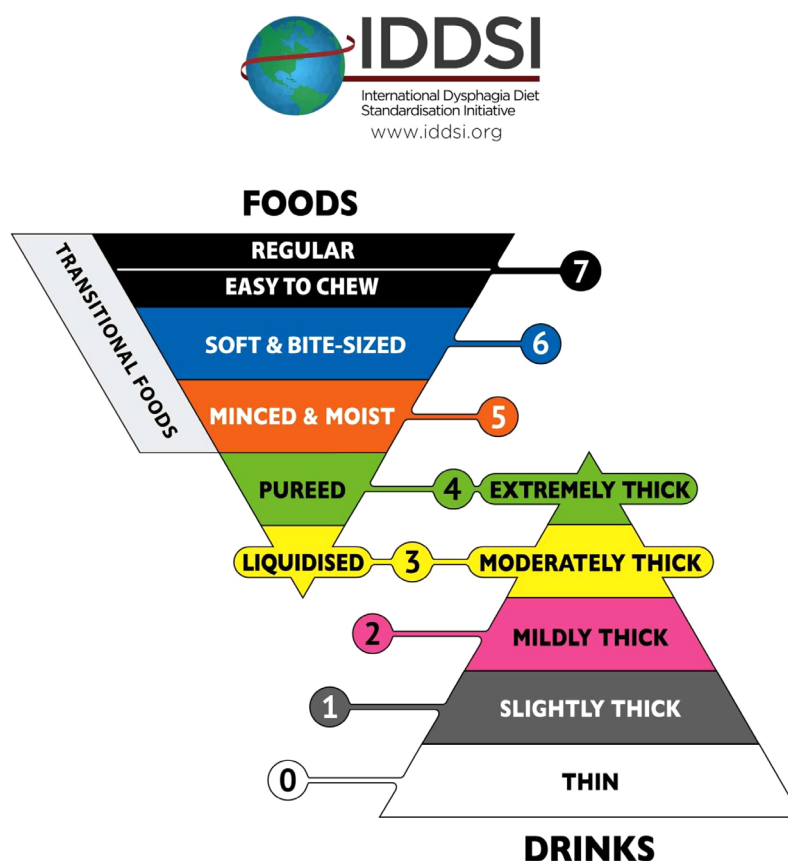 IDDSI
International Dysphagia Diet
Standardisation Initiative
www.iddsi.org
FOODS
TRANSITIONAL FOODS
REGULAR
EASY TO CHEW
7
SOFT & BITE-SIZED
6
MINCED & MOIST
5
PUREED
4
EXTREMELY THICK
LIQUIDISED
3
MODERATELY THICK
2
MILDLY THICK
1
SLIGHTLY THICK
0
THIN
DRINKS